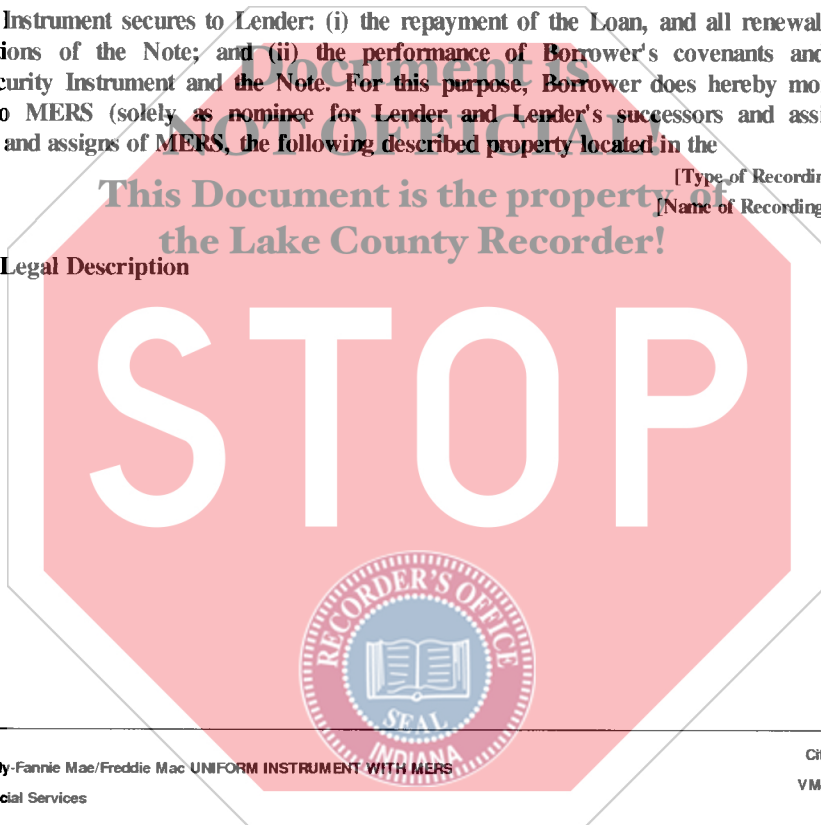 Instrument secures to Lender: (i) the repayment of the Loan, and all renewal
ions of the Note; and (ii) the performance of Borrower's covenants and
curity Instrument and the Note. For this purpose, Borrower does hereby mo
o MERS (solely as nominee for Lender and Lender's successors and assi
and assigns of MERS, the following described property located in the
Document is
NOT OFFICIAL!
This Document is the property of
the Lake County Recorder!
[Type of Recordin
[Name of Recording
Legal Description
STOP
RECORDER'S OFFICE
SEAL
INDIANA
ly-Fannie Mae/Freddie Mac UNIFORM INSTRUMENT WITH MERS
cial Services
Cit
VM